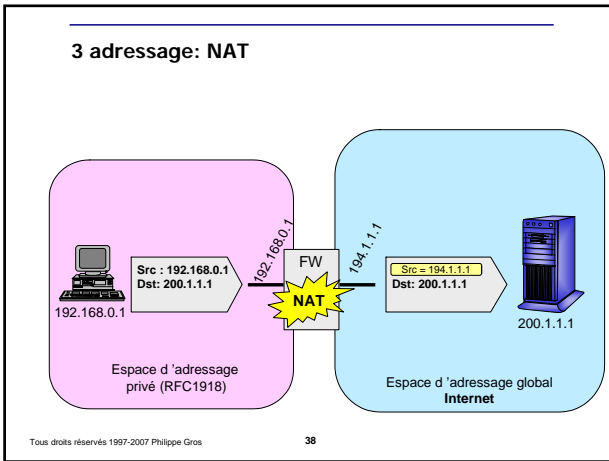 3 adressage: NAT
192.168.0.1
Src : 192.168.0.1
Dst: 200.1.1.1
192.168.0.1
FW
NAT
194.1.1.1
Src = 194.1.1.1
Dst: 200.1.1.1
200.1.1.1
Espace d 'adressage
privé (RFC1918)
Espace d 'adressage global
Internet
Tous droits réservés 1997-2007 Philippe Gros
38